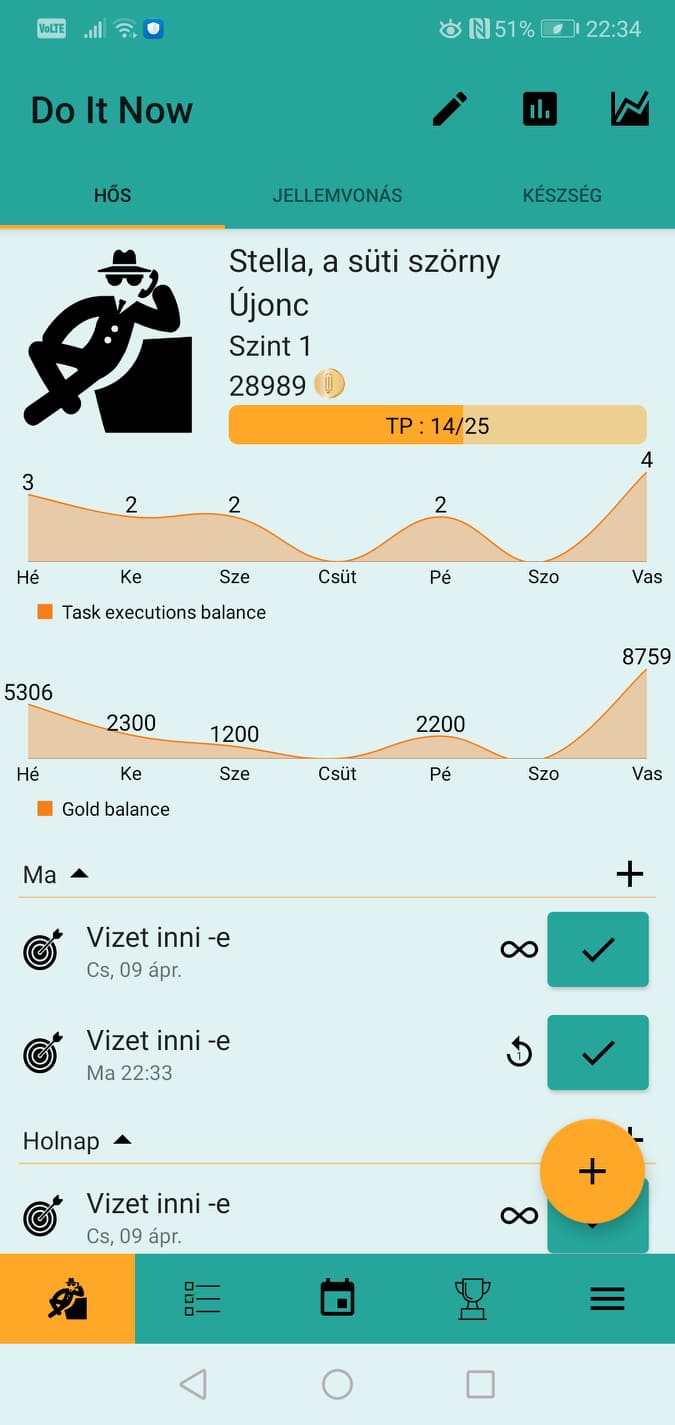 VoLTE 51% 22:34
Do It Now
HŐS JELLEMVONÁS KÉSZSÉG
Stella, a süti szörny
Újonc
Szint 1
28989
TP : 14/25
3 2 2 2 4
Hé Ke Sze Csüt Pé Szo Vas
Task executions balance
5306 2300 1200 2200 8759
Hé Ke Sze Csüt Pé Szo Vas
Gold balance
Ma
Vizet inni -e
Cs, 09 ápr.
Vizet inni -e
1
Ma 22:33
Holnap
Vizet inni -e
Cs, 09 ápr.